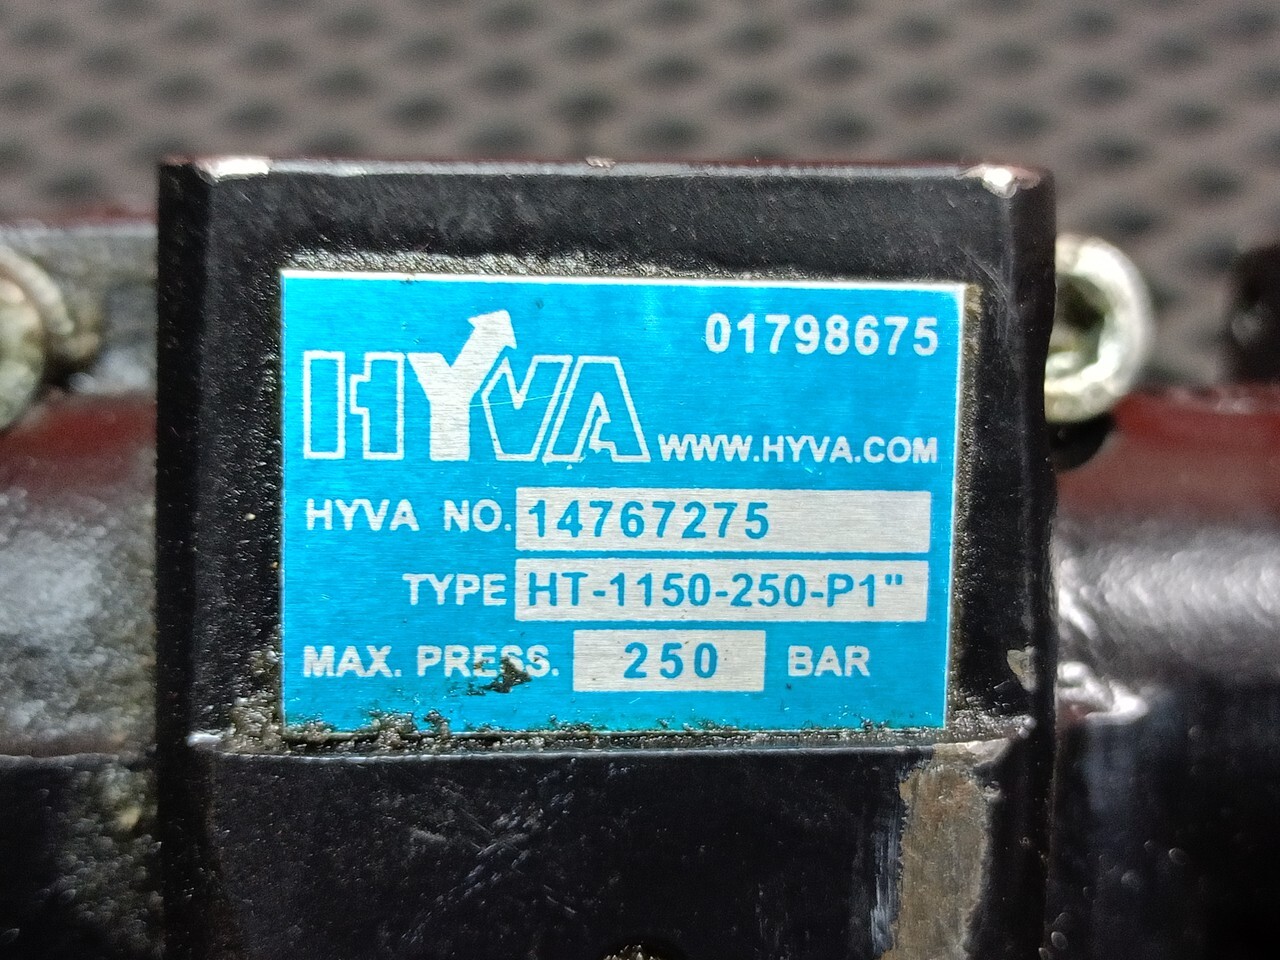 01798675
HYVA WWW.HYVA.COM
HYVA NO. 14767275
TYPE HT-1150-250-P1"
MAX. PRESS. 250 BAR